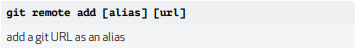 git remote add [alias] [url]
add a git URL as an alias